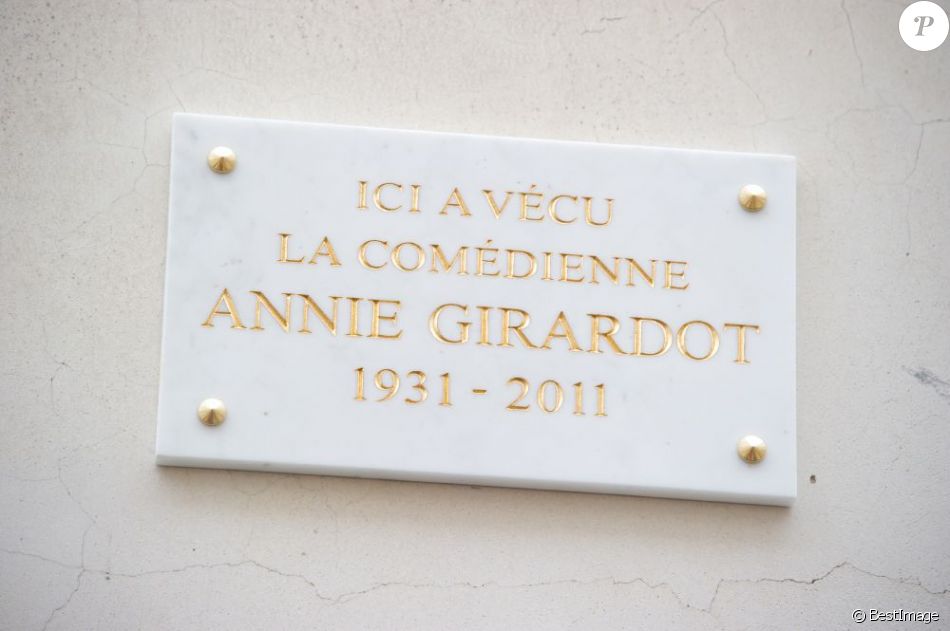 P
ICI A VÉCU
LA COMÉDIENNE
ANNIE GIRARDOT
1931 - 2011
© BestImage